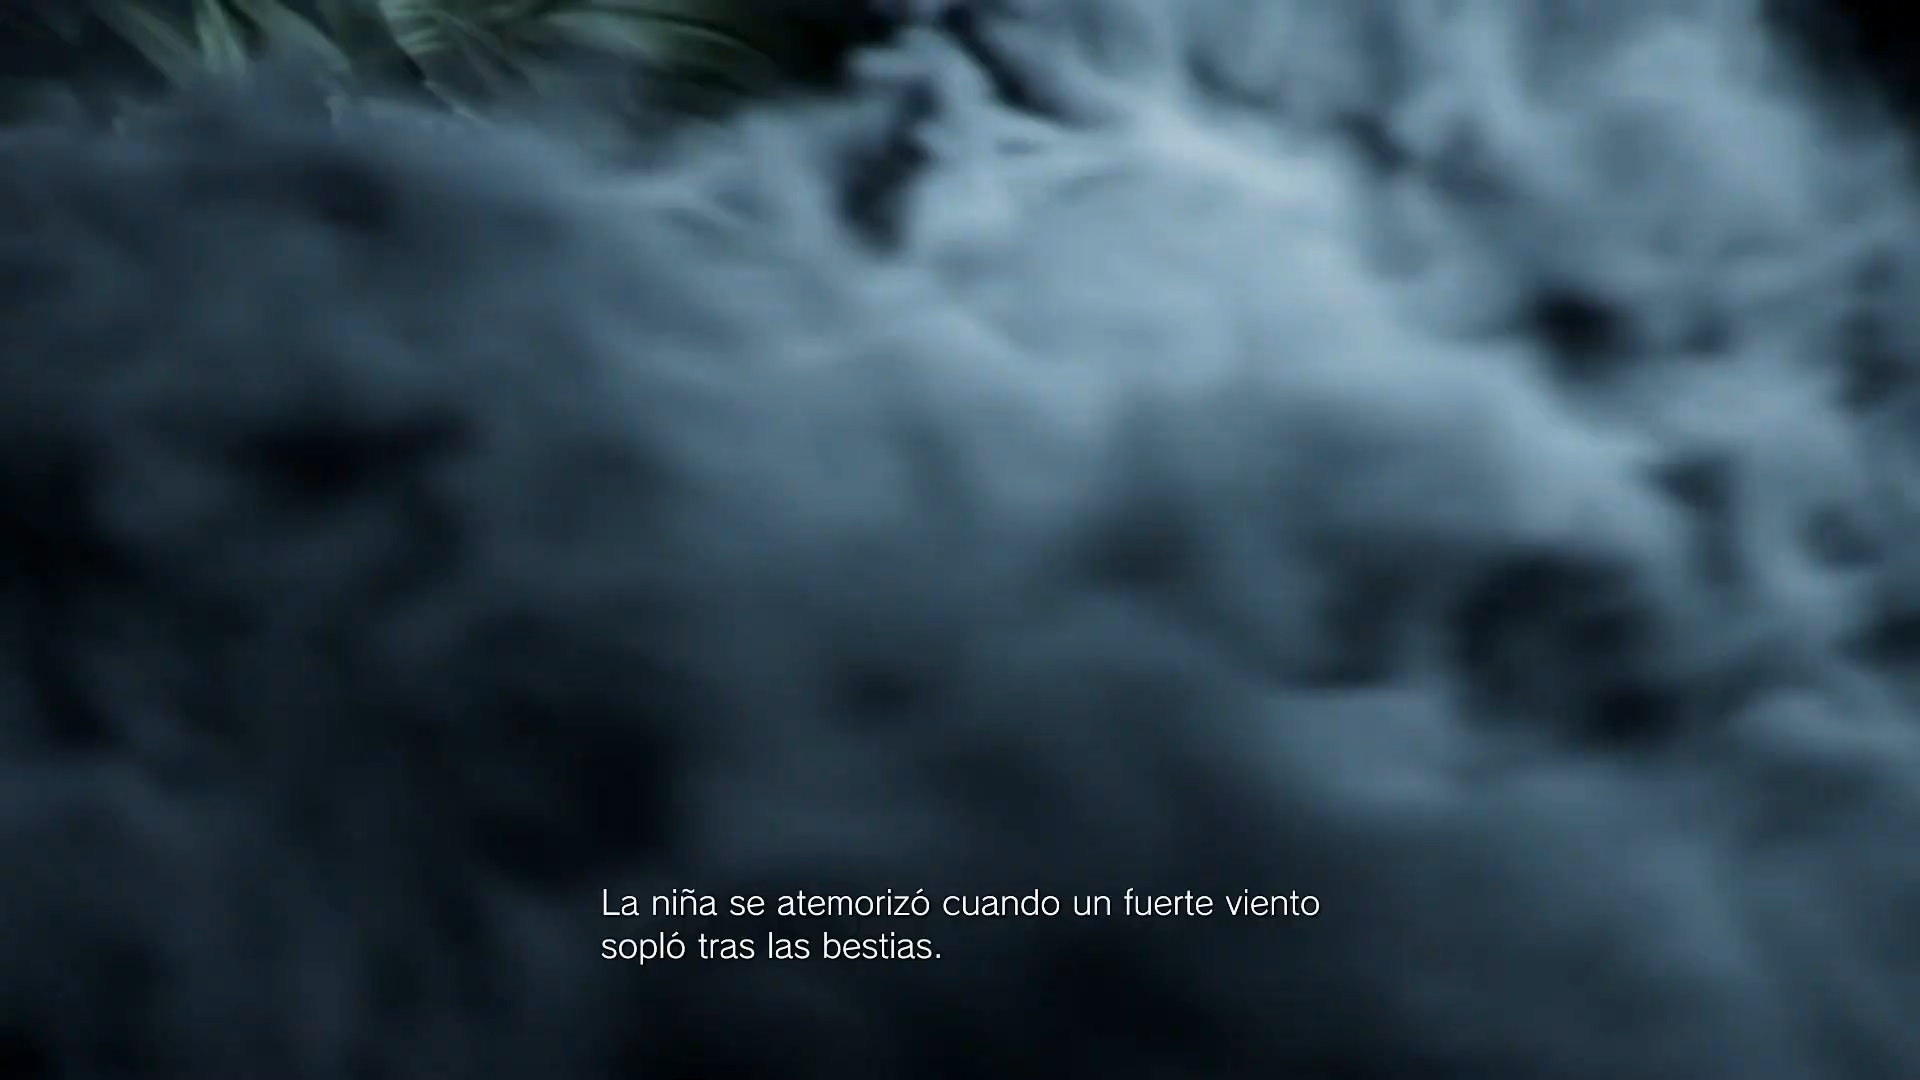 La niña se atemorizó cuando un fuerte viento
sopló tras las bestias.